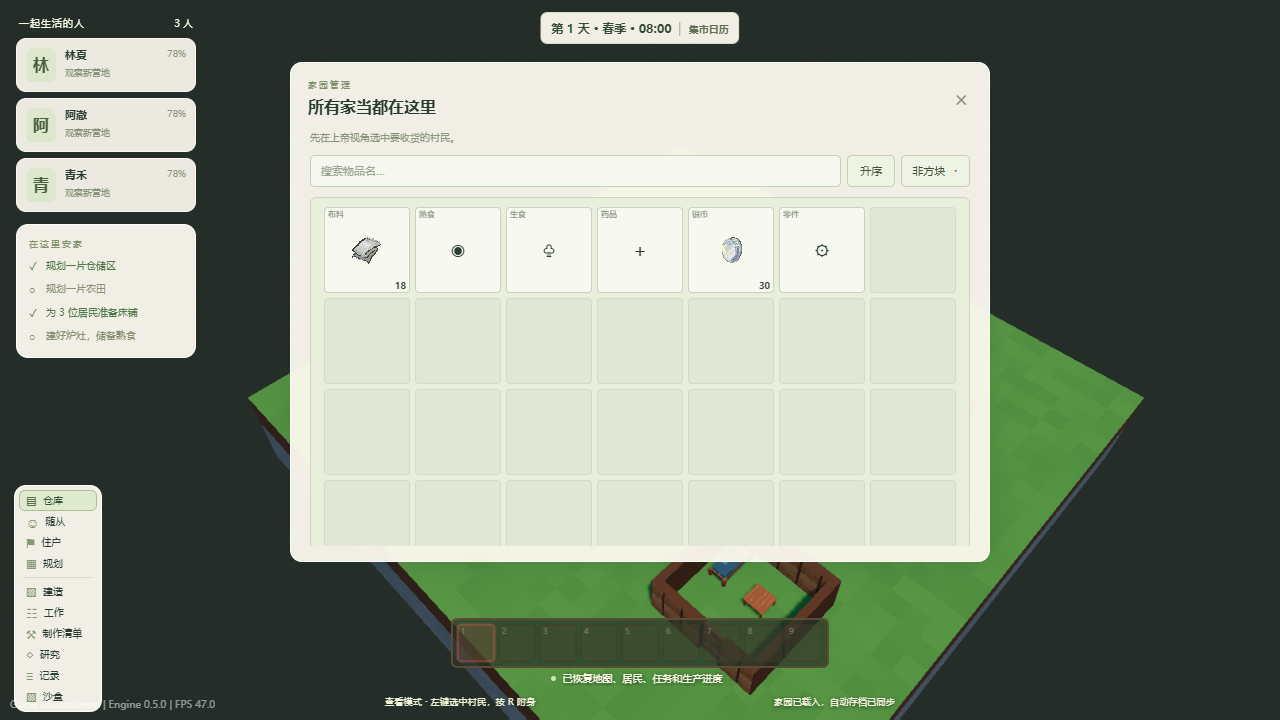 一起生活的人 3 人
林 林夏 78%
观察新营地
阿 阿澈 78%
观察新营地
青 青禾 78%
观察新营地
在这里安家
✓ 规划一片仓储区
○ 规划一片农田
✓ 为 3 位居民准备床铺
○ 建好炉灶，储备熟食
第 1 天 • 春季 • 08:00 | 集市日历
家园管理
所有家当都在这里
×
先在上帝视角选中要收货的村民。
搜索物品名...
升序
非方块
布料 18
熟食
生食
药品
银币 30
零件
仓库
随从
住户
规划
建造
工作
制作清单
研究
记录
沙盒
| Engine 0.5.0 | FPS 47.0
1 2 3 4 5 6 7 8 9
已恢复地图、居民、任务和生产进度
查看模式 · 左键选中村民，按 R 附身
家园已载入，自动存档已同步